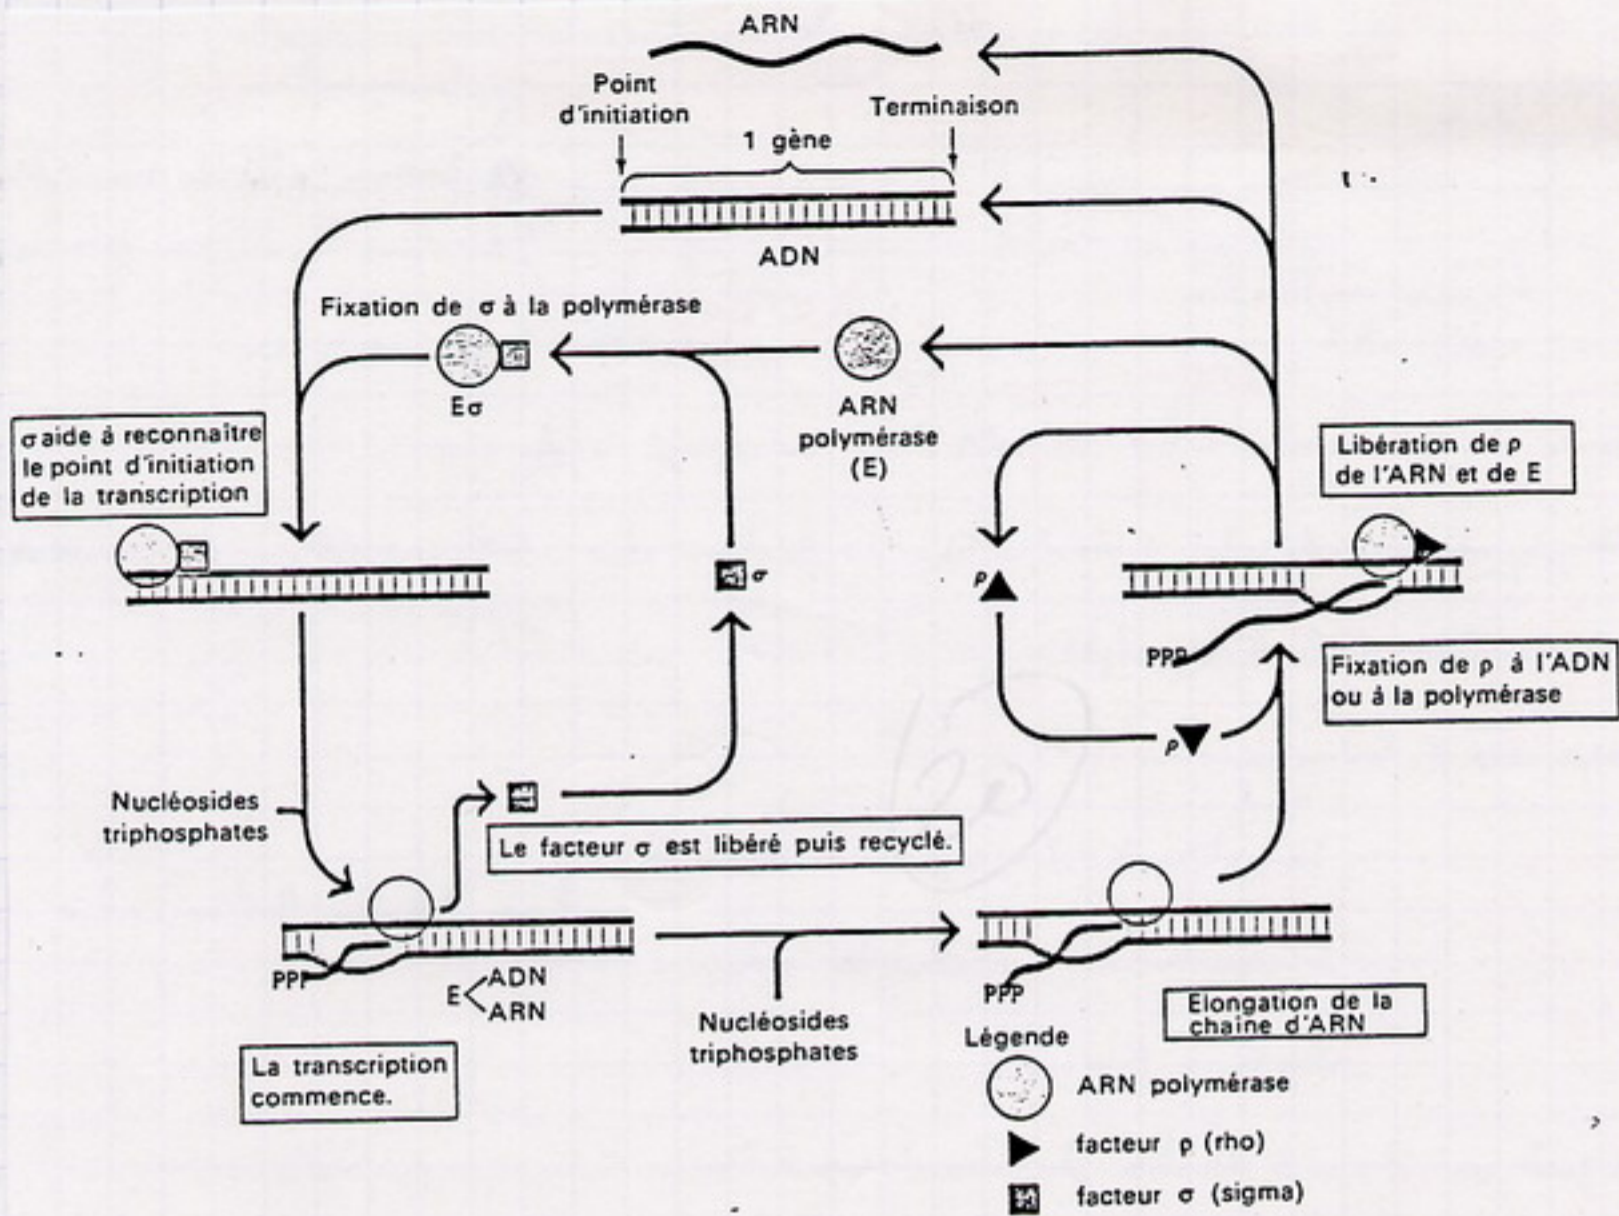 ARN
Point
d'initiation
Terminaison
1 gène
ADN
Fixation de σ à la polymérase
Eσ
ARN
polymérase
(E)
σ aide à reconnaître
le point d'initiation
de la transcription
Libération de ρ
de l'ARN et de E
σ
ρ
PPP
Fixation de ρ à l'ADN
ou à la polymérase
ρ
Nucléosides
triphosphates
Le facteur σ est libéré puis recyclé.
PPP
E
ADN
ARN
La transcription
commence.
Nucléosides
triphosphates
PPP
Elongation de la
chaine d'ARN
Légende
ARN polymérase
facteur ρ (rho)
facteur σ (sigma)